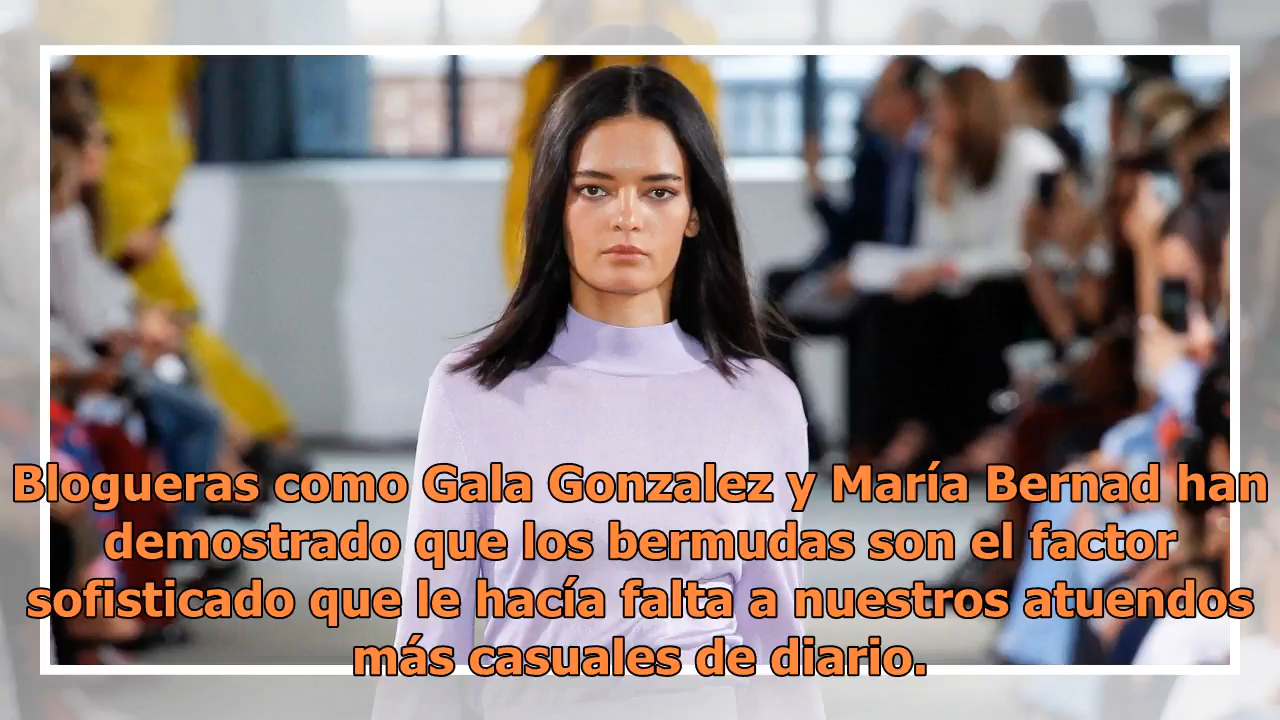 Blogueras como Gala Gonzalez y María Bernad han
demostrado que los bermudas son el factor
sofisticado que le hacía falta a nuestros atuendos
más casuales de diario.